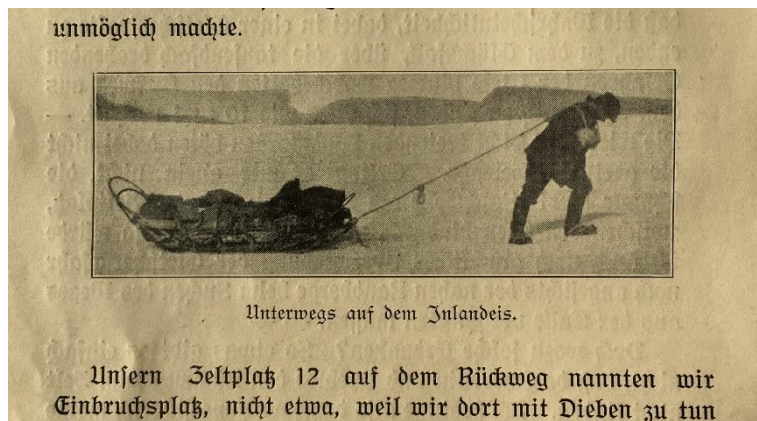 unmöglich machte.
Unterwegs auf dem Inlandeis.
Unsern Zeltplatz 12 auf dem Rückweg nannten wir
Einbruchsplatz, nicht etwa, weil wir dort mit Dieben zu tun